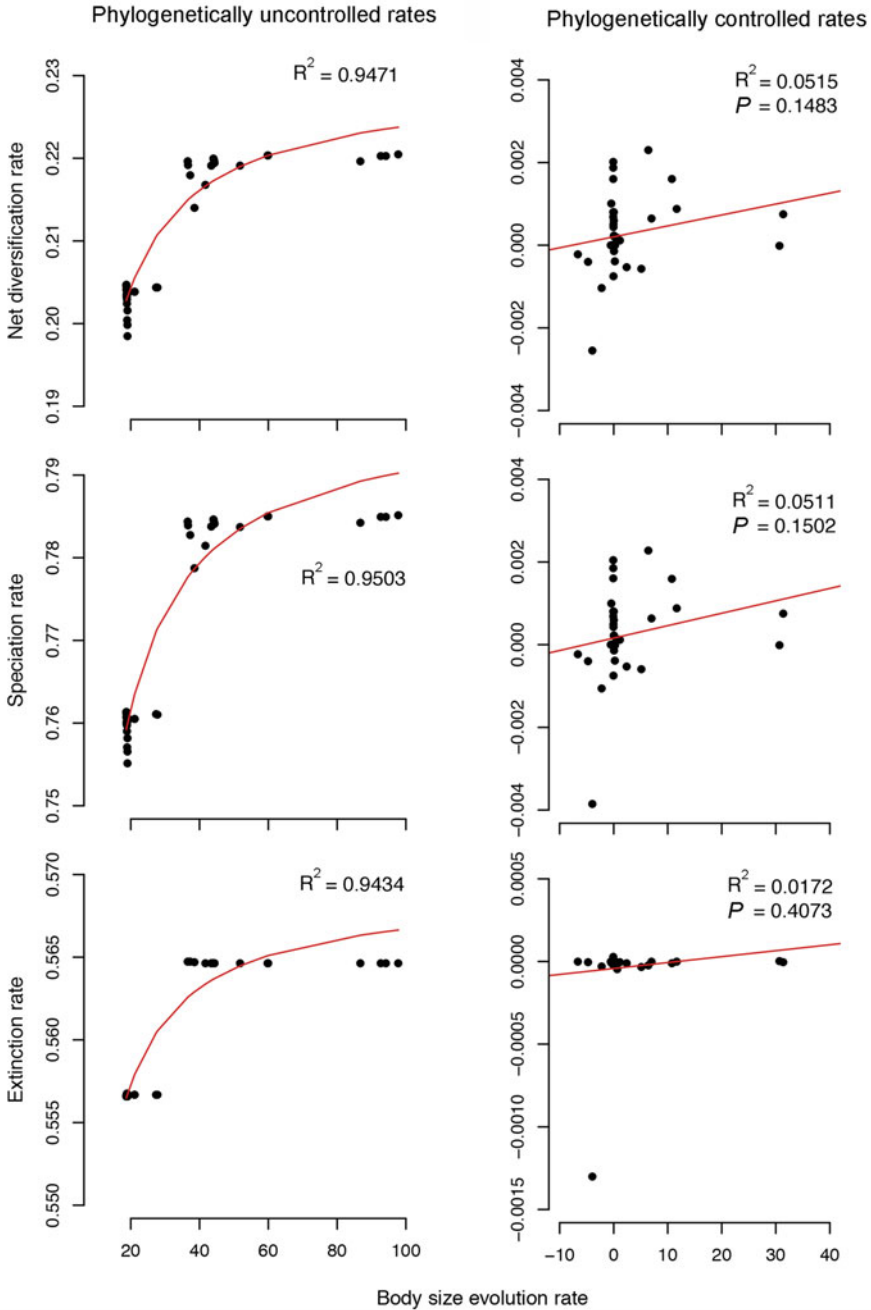 Phylogenetically uncontrolled rates
Phylogenetically controlled rates
Net diversification rate
0.23
0.22
0.21
0.20
0.19
R² = 0.9471
0.004
0.002
0.000
−0.002
−0.004
R² = 0.0515
P = 0.1483
Speciation rate
0.79
0.78
0.77
0.76
0.75
R² = 0.9503
0.004
0.002
0.000
−0.002
−0.004
R² = 0.0511
P = 0.1502
Extinction rate
0.570
0.565
0.560
0.555
0.550
R² = 0.9434
20 40 60 80 100
0.0005
0.0000
−0.0005
−0.0010
−0.0015
R² = 0.0172
P = 0.4073
−10 0 10 20 30 40
Body size evolution rate